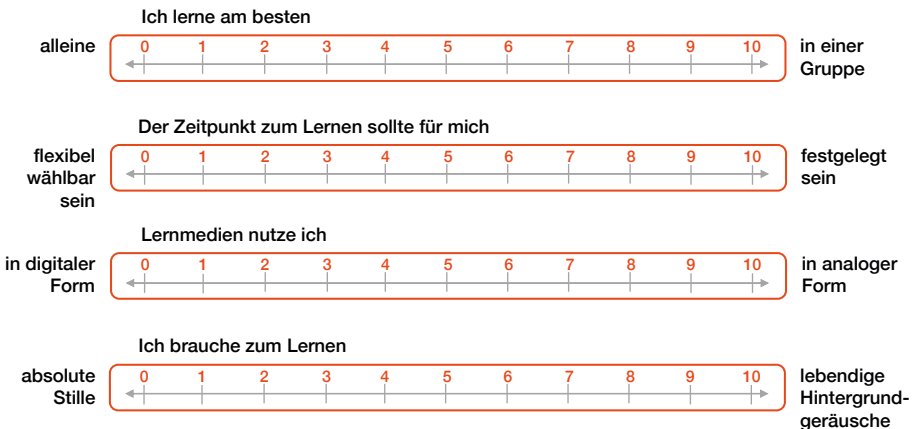 Ich lerne am besten
alleine
0 1 2 3 4 5 6 7 8 9 10
in einer
Gruppe
Der Zeitpunkt zum Lernen sollte für mich
flexibel
wählbar
sein
0 1 2 3 4 5 6 7 8 9 10
festgelegt
sein
Lernmedien nutze ich
in digitaler
Form
0 1 2 3 4 5 6 7 8 9 10
in analoger
Form
Ich brauche zum Lernen
absolute
Stille
0 1 2 3 4 5 6 7 8 9 10
lebendige
Hintergrund-
geräusche